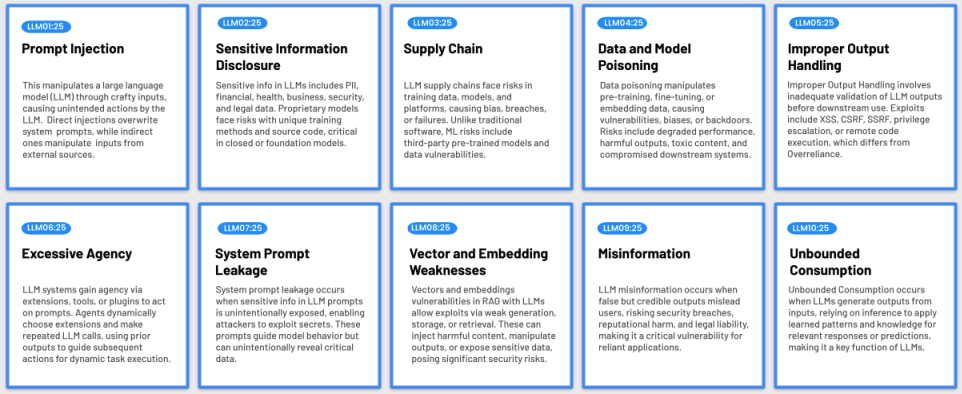 LLM01:25
Prompt Injection
This manipulates a large language
model (LLM) through crafty inputs,
causing unintended actions by the
LLM. Direct injections overwrite
system prompts, while indirect
ones manipulate inputs from
external sources.
LLM02:25
Sensitive Information
Disclosure
Sensitive info in LLMs includes PII,
financial, health, business, security,
and legal data. Proprietary models
face risks with unique training
methods and source code, critical
in closed or foundation models.
LLM03:25
Supply Chain
LLM supply chains face risks in
training data, models, and
platforms, causing bias, breaches,
or failures. Unlike traditional
software, ML risks include
third-party pre-trained models and
data vulnerabilities.
LLM04:25
Data and Model
Poisoning
Data poisoning manipulates
pre-training, fine-tuning, or
embedding data, causing
vulnerabilities, biases, or backdoors.
Risks include degraded performance,
harmful outputs, toxic content, and
compromised downstream systems.
LLM05:25
Improper Output
Handling
Improper Output Handling involves
inadequate validation of LLM outputs
before downstream use. Exploits
include XSS, CSRF, SSRF, privilege
escalation, or remote code
execution, which differs from
Overreliance.
LLM06:25
Excessive Agency
LLM systems gain agency via
extensions, tools, or plugins to act
on prompts. Agents dynamically
choose extensions and make
repeated LLM calls, using prior
outputs to guide subsequent
actions for dynamic task execution.
LLM07:25
System Prompt
Leakage
System prompt leakage occurs
when sensitive info in LLM prompts
is unintentionally exposed, enabling
attackers to exploit secrets. These
prompts guide model behavior but
can unintentionally reveal critical
data.
LLM08:25
Vector and Embedding
Weaknesses
Vectors and embeddings
vulnerabilities in RAG with LLMs
allow exploits via weak generation,
storage, or retrieval. These can
inject harmful content, manipulate
outputs, or expose sensitive data,
posing significant security risks.
LLM09:25
Misinformation
LLM misinformation occurs when
false but credible outputs mislead
users, risking security breaches,
reputational harm, and legal liability,
making it a critical vulnerability for
reliant applications.
LLM10:25
Unbounded
Consumption
Unbounded Consumption occurs
when LLMs generate outputs from
inputs, relying on inference to apply
learned patterns and knowledge for
relevant responses or predictions,
making it a key function of LLMs.